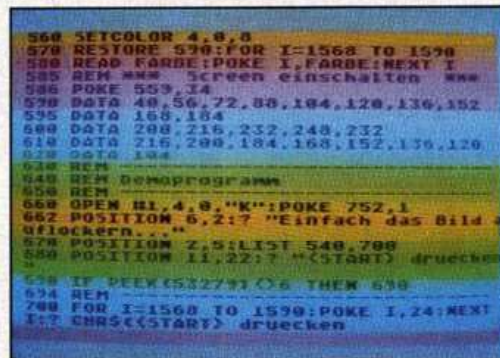 560 SETCOLOR 4,0,8
570 RESTORE 590:FOR I=1568 TO 1590
580 READ FARBE:POKE I,FARBE:NEXT I
585 REM *** Screen einschalten ***
586 POKE 559,34
590 DATA 40,56,72,88,104,120,136,152
595 DATA 168,184
600 DATA 200,216,232,248,232
610 DATA 216,200,184,168,152,136,120
620 DATA 104
630 REM
640 REM Demoprogramm
650 REM
660 OPEN #1,4,0,"K":POKE 752,1
662 POSITION 6,2:? "Einfach das Bild a
uflockern..."
670 POSITION 2,5:LIST 540,700
680 POSITION 11,22:? "(START) druecken
690 IF PEEK(53279)<>6 THEN 690
694 REM
700 FOR I=1568 TO 1590:POKE I,24:NEXT
I:? CHR$((START) druecken